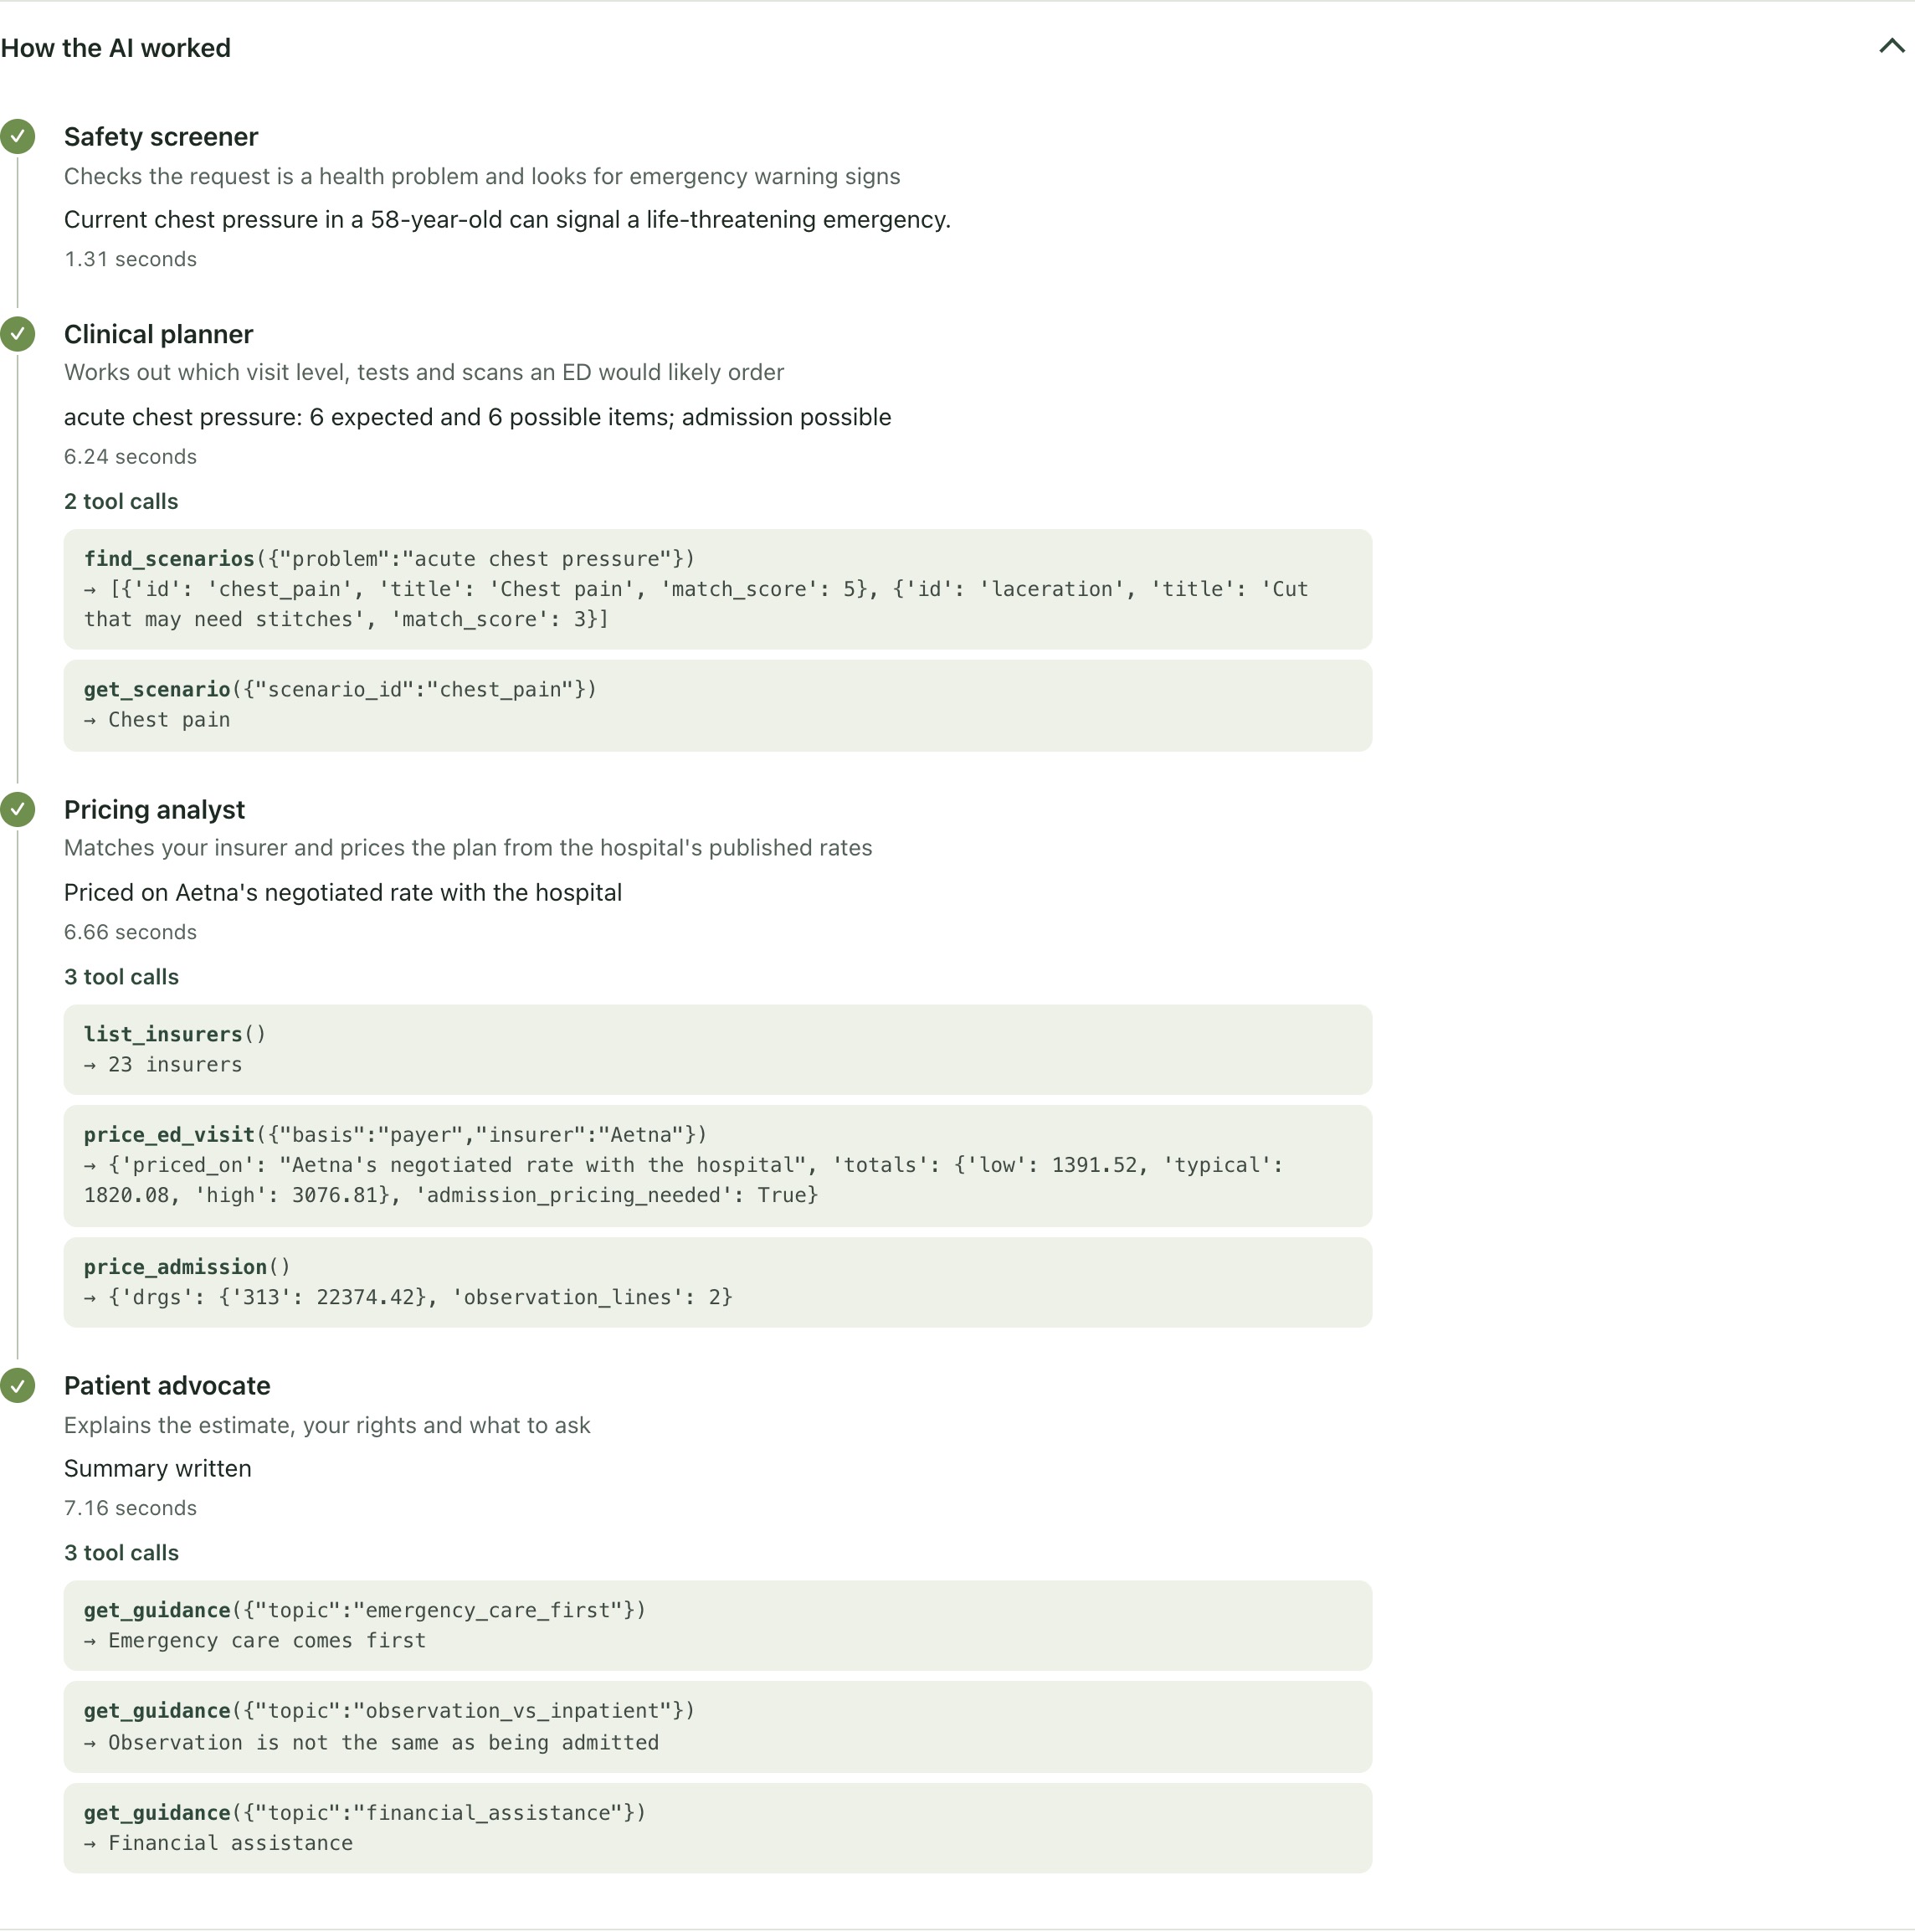 How the AI worked
Safety screener
Checks the request is a health problem and looks for emergency warning signs
Current chest pressure in a 58-year-old can signal a life-threatening emergency.
1.31 seconds
Clinical planner
Works out which visit level, tests and scans an ED would likely order
acute chest pressure: 6 expected and 6 possible items; admission possible
6.24 seconds
2 tool calls
find_scenarios({"problem":"acute chest pressure"})
→ [{'id': 'chest_pain', 'title': 'Chest pain', 'match_score': 5}, {'id': 'laceration', 'title': 'Cut
that may need stitches', 'match_score': 3}]
get_scenario({"scenario_id":"chest_pain"})
→ Chest pain
Pricing analyst
Matches your insurer and prices the plan from the hospital's published rates
Priced on Aetna's negotiated rate with the hospital
6.66 seconds
3 tool calls
list_insurers()
→ 23 insurers
price_ed_visit({"basis":"payer","insurer":"Aetna"})
→ {'priced_on': "Aetna's negotiated rate with the hospital", 'totals': {'low': 1391.52, 'typical':
1820.08, 'high': 3076.81}, 'admission_pricing_needed': True}
price_admission()
→ {'drgs': {'313': 22374.42}, 'observation_lines': 2}
Patient advocate
Explains the estimate, your rights and what to ask
Summary written
7.16 seconds
3 tool calls
get_guidance({"topic":"emergency_care_first"})
→ Emergency care comes first
get_guidance({"topic":"observation_vs_inpatient"})
→ Observation is not the same as being admitted
get_guidance({"topic":"financial_assistance"})
→ Financial assistance